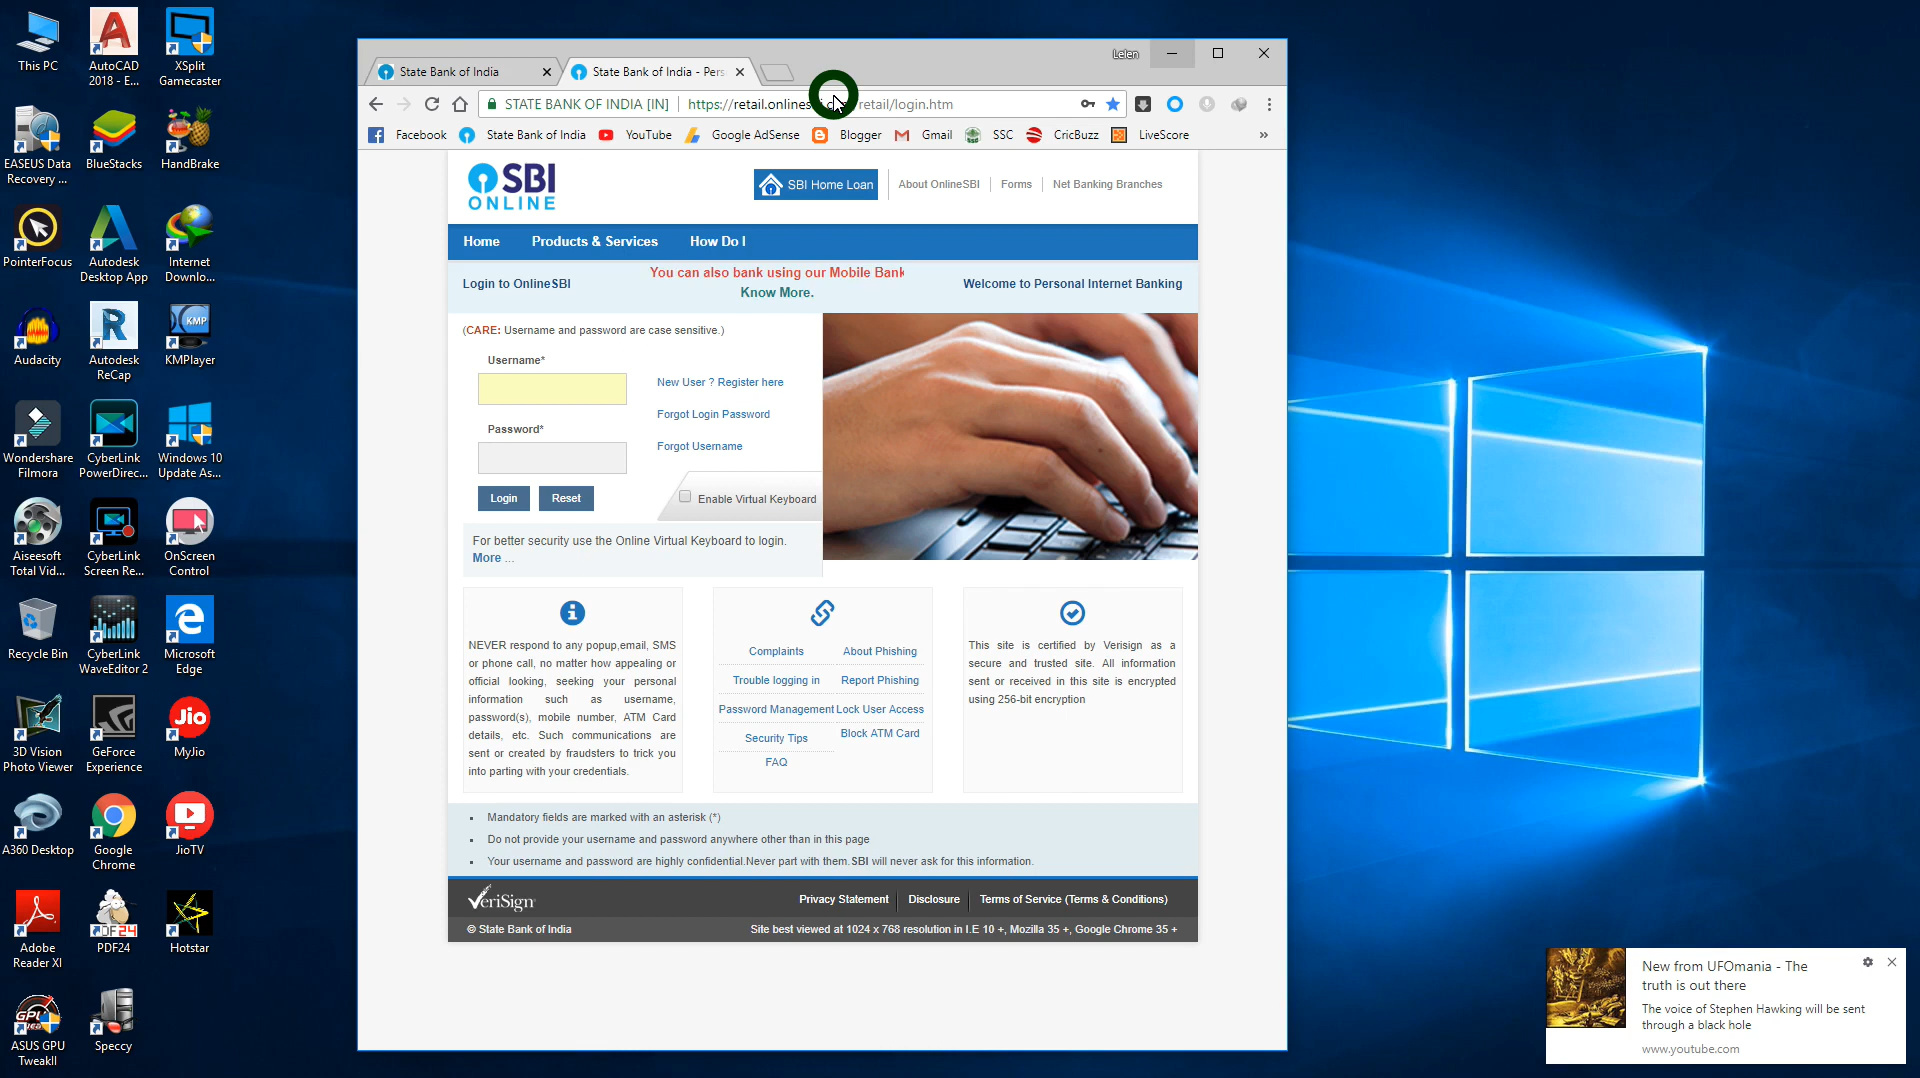 This PC
AutoCAD
2018 - E...
XSplit
Gamecaster
EASEUS Data
Recovery ...
BlueStacks
HandBrake
PointerFocus
Autodesk
Desktop App
Internet
Downlo...
Audacity
Autodesk
ReCap
KMPlayer
Wondershare
Filmora
CyberLink
PowerDirec...
Windows 10
Update As...
Aiseesoft
Total Vid...
CyberLink
Screen Re...
OnScreen
Control
Recycle Bin
CyberLink
WaveEditor 2
Microsoft
Edge
3D Vision
Photo Viewer
GeForce
Experience
Jio
MyJio
A360 Desktop
Google
Chrome
JioTV
Adobe
Reader XI
PDF24
Hotstar
ASUS GPU
TweakII
Speccy
Lelen
State Bank of India
State Bank of India - Pers
STATE BANK OF INDIA [IN]
https://retail.onlines
retail/login.htm
Facebook
State Bank of India
YouTube
Google AdSense
Blogger
Gmail
SSC
CricBuzz
LiveScore
»
SBI
ONLINE
SBI Home Loan
About OnlineSBI
Forms
Net Banking Branches
Home
Products & Services
How Do I
Login to OnlineSBI
You can also bank using our Mobile Bank
Know More.
Welcome to Personal Internet Banking
(CARE: Username and password are case sensitive.)
Username*
New User ? Register here
Forgot Login Password
Password*
Forgot Username
Login
Reset
Enable Virtual Keyboard
For better security use the Online Virtual Keyboard to login.
More ...
NEVER respond to any popup,email, SMS
or phone call, no matter how appealing or
official looking, seeking your personal
information such as username,
password(s), mobile number, ATM Card
details, etc. Such communications are
sent or created by fraudsters to trick you
into parting with your credentials.
Complaints
About Phishing
Trouble logging in
Report Phishing
Password Management
Lock User Access
Security Tips
Block ATM Card
FAQ
This site is certified by Verisign as a
secure and trusted site. All information
sent or received in this site is encrypted
using 256-bit encryption
Mandatory fields are marked with an asterisk (*)
Do not provide your username and password anywhere other than in this page
Your username and password are highly confidential.Never part with them.SBI will never ask for this information.
VeriSign
Privacy Statement
Disclosure
Terms of Service (Terms & Conditions)
© State Bank of India
Site best viewed at 1024 x 768 resolution in I.E 10 +, Mozilla 35 +, Google Chrome 35 +
New from UFOmania - The
truth is out there
The voice of Stephen Hawking will be sent
through a black hole
www.youtube.com